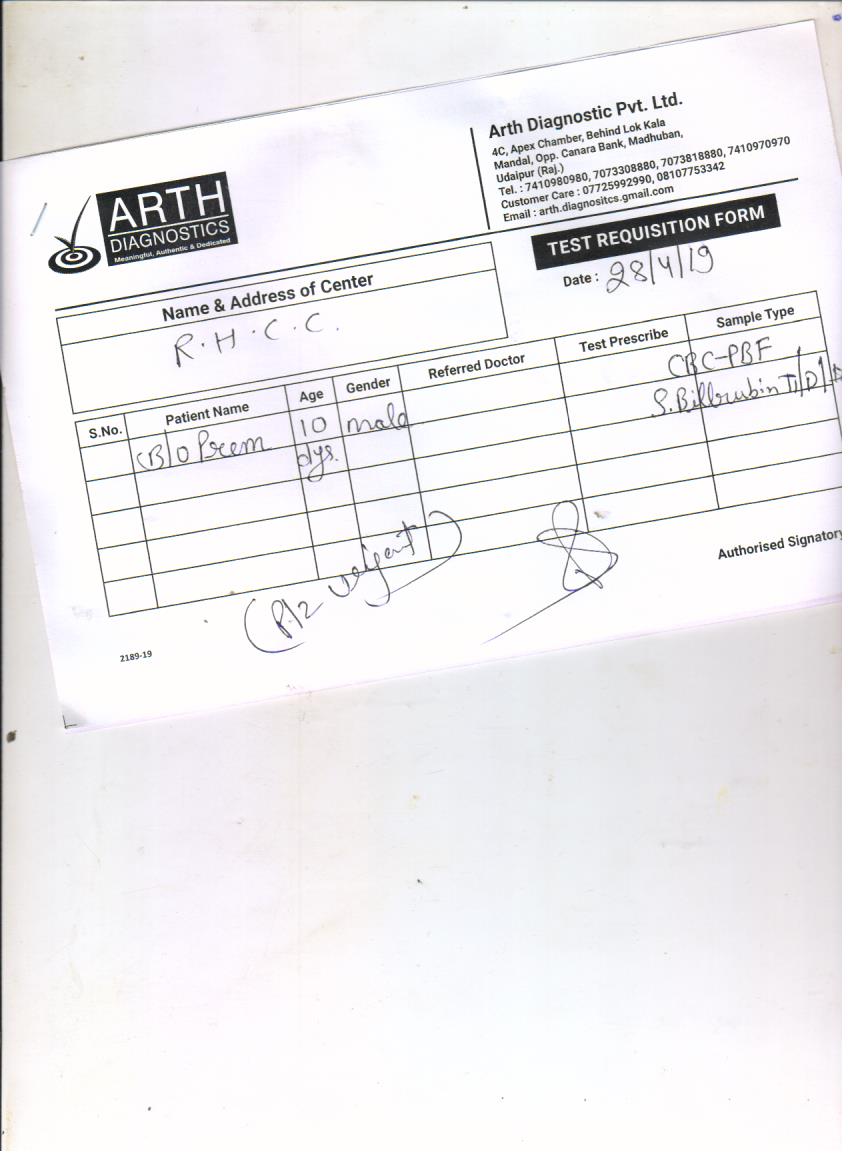 ARTH
DIAGNOSTICS
Meaningful, Authentic & Dedicated
Arth Diagnostic Pvt. Ltd.
4C, Apex Chamber, Behind Lok Kala
Mandal, Opp. Canara Bank, Madhuban,
Udaipur (Raj.)
Tel. : 7410980980, 7073308880, 7073818880, 7410970970
Customer Care : 07725992990, 08107753342
Email : arth.diagnositcs.gmail.com
TEST REQUISITION FORM
Date : 28/4/19
Name & Address of Center
R.H.C.C.
S.No. Patient Name Age Gender Referred Doctor Test Prescribe Sample Type
B/O Prem 10 male CBC-PBF
dys. S.Bilirubin T/D/
Urgent
Authorised Signatory
2189-19